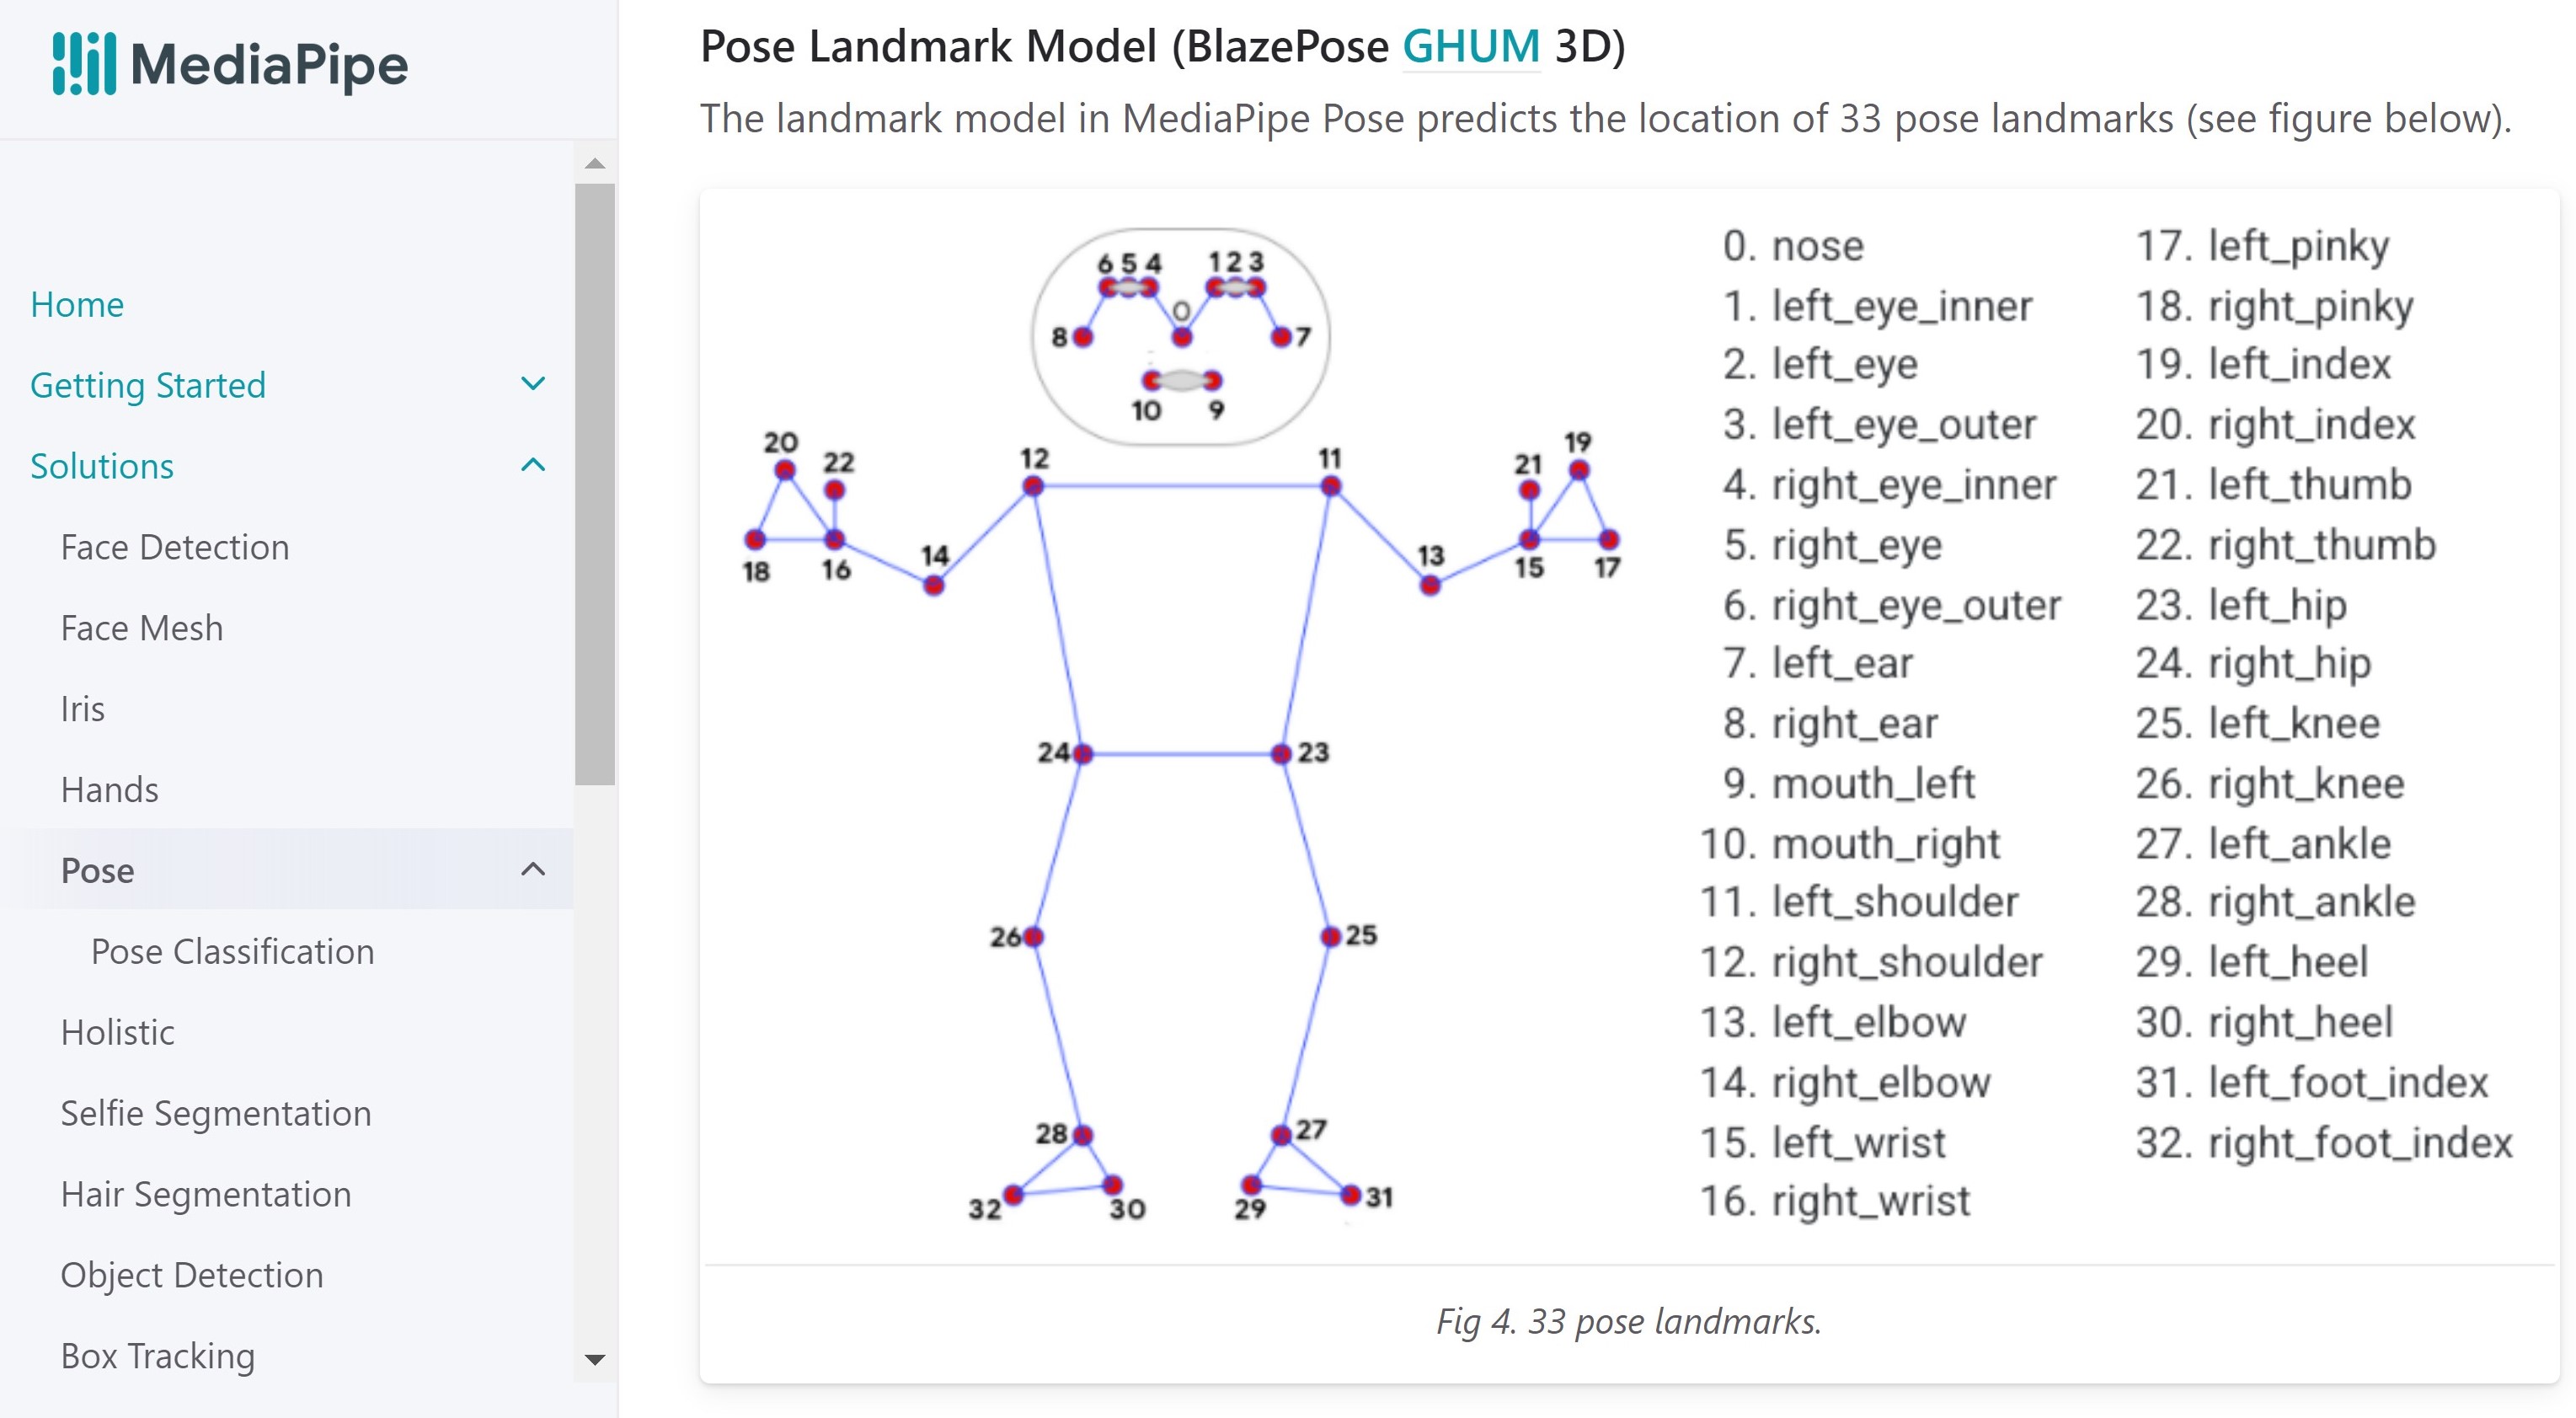 MediaPipe
Home
Getting Started
Solutions
Face Detection
Face Mesh
Iris
Hands
Pose
Pose Classification
Holistic
Selfie Segmentation
Hair Segmentation
Object Detection
Box Tracking
Pose Landmark Model (BlazePose GHUM 3D)
The landmark model in MediaPipe Pose predicts the location of 33 pose landmarks (see figure below).
6 5 4 1 2 3
0
8 7
10 9
20 22 12 11 21 19
18 16 14 13 15 17
24 23
26 25
28 27
32 30 29 31
0. nose
1. left_eye_inner
2. left_eye
3. left_eye_outer
4. right_eye_inner
5. right_eye
6. right_eye_outer
7. left_ear
8. right_ear
9. mouth_left
10. mouth_right
11. left_shoulder
12. right_shoulder
13. left_elbow
14. right_elbow
15. left_wrist
16. right_wrist
17. left_pinky
18. right_pinky
19. left_index
20. right_index
21. left_thumb
22. right_thumb
23. left_hip
24. right_hip
25. left_knee
26. right_knee
27. left_ankle
28. right_ankle
29. left_heel
30. right_heel
31. left_foot_index
32. right_foot_index
Fig 4. 33 pose landmarks.